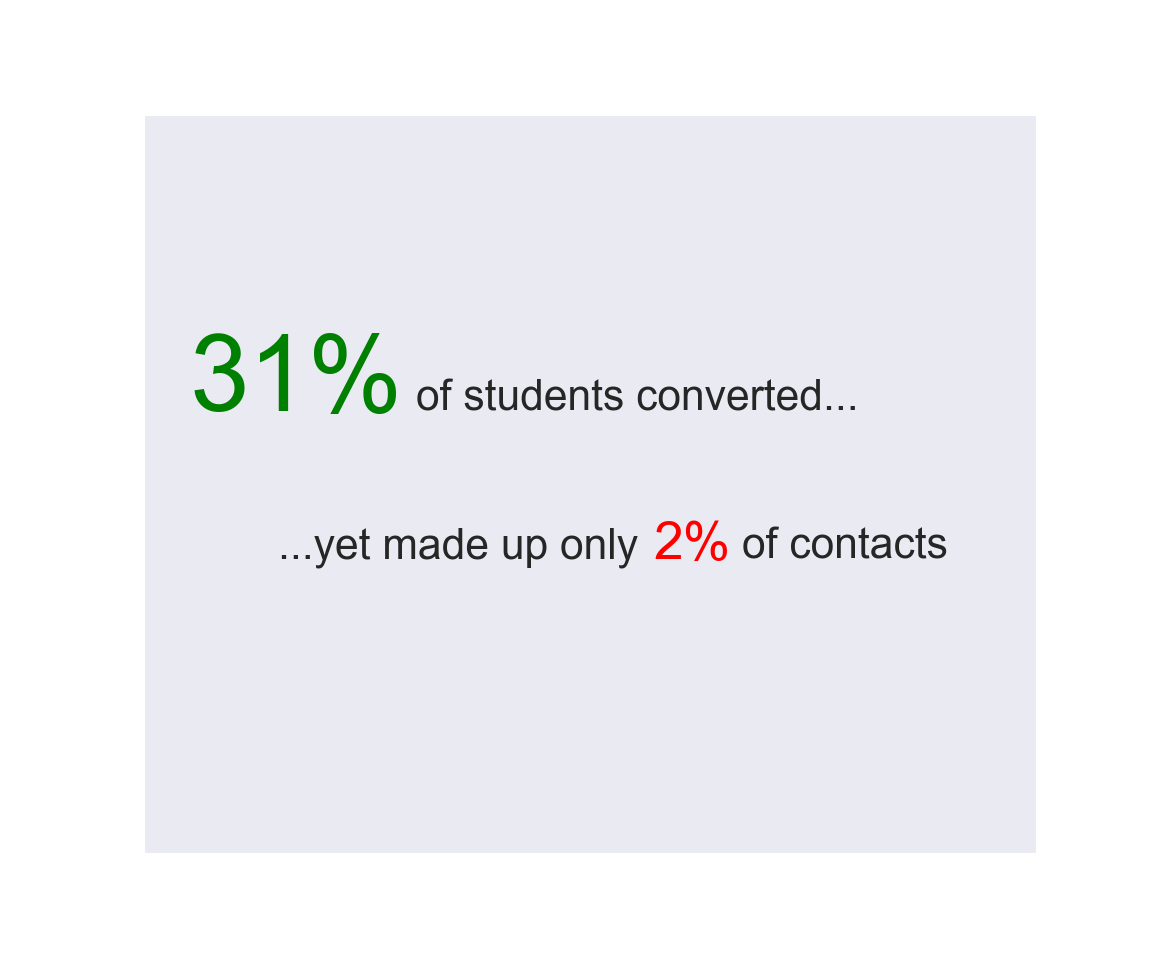 31% of students converted...
...yet made up only 2% of contacts